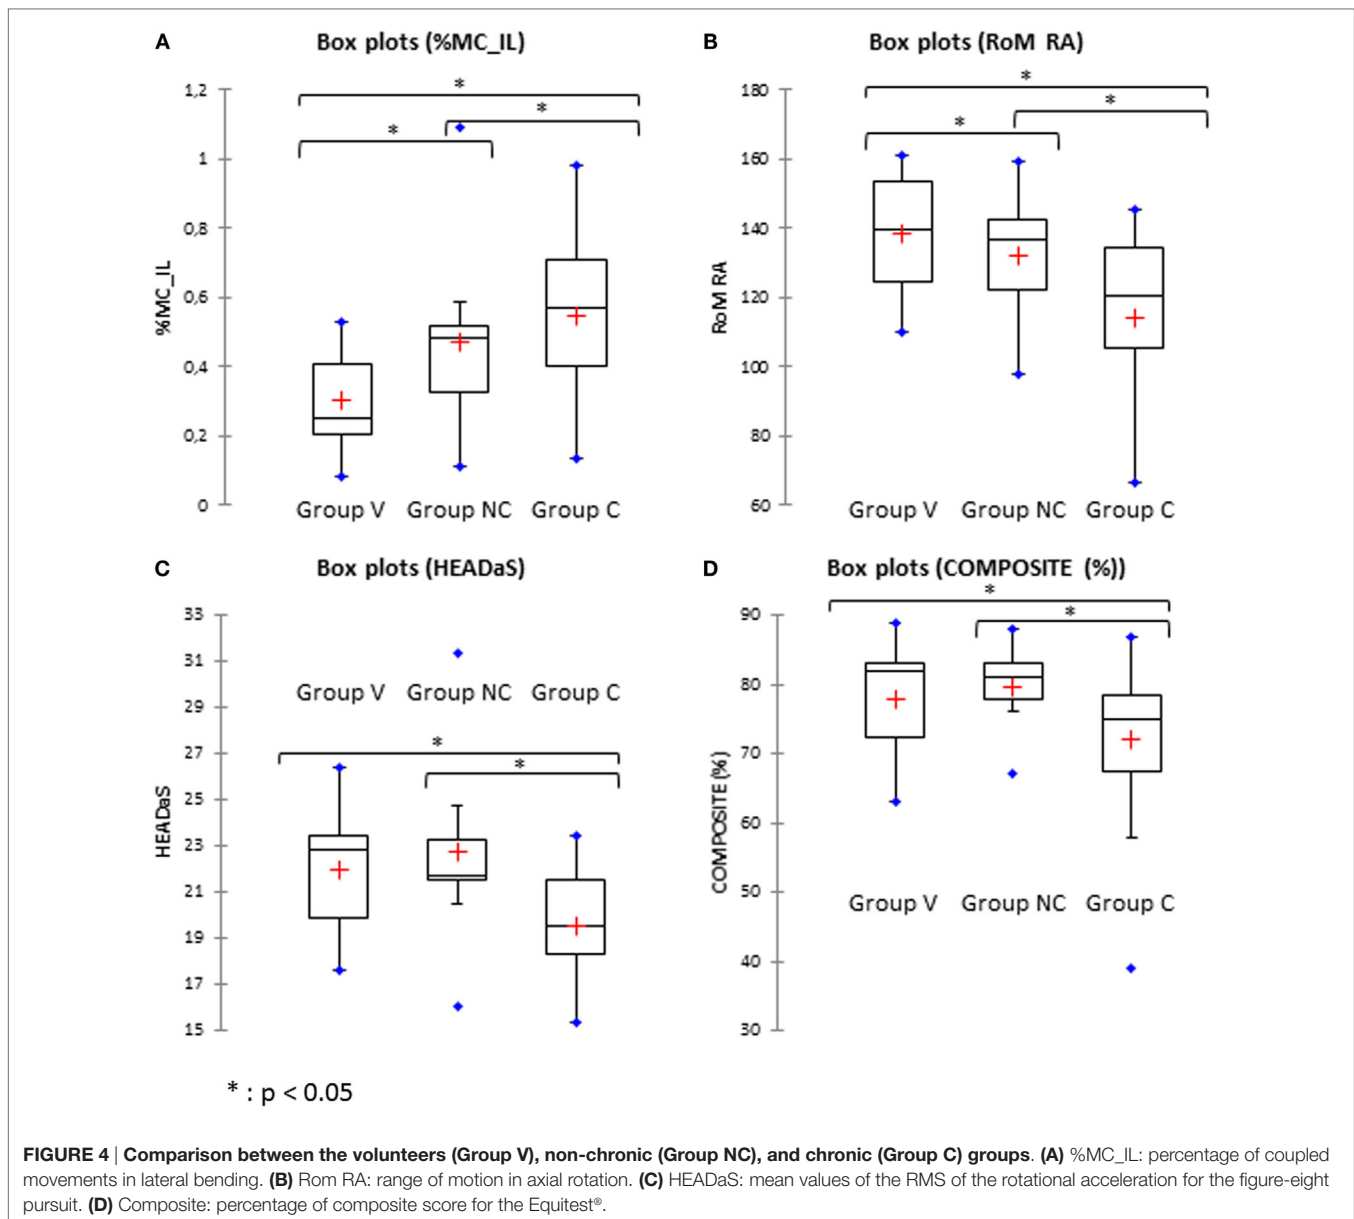 A
Box plots (%MC_IL)
*
*
*
1,2
1
0,8
0,6
0,4
0,2
0
%MC_IL
Group V Group NC Group C
B
Box plots (RoM RA)
*
*
*
180
160
140
120
100
80
60
RoM RA
Group V Group NC Group C
C
Box plots (HEADaS)
33
31
29
27
25
23
21
19
17
15
HEADaS
Group V Group NC Group C
*
*
D
Box plots (COMPOSITE (%))
*
*
90
80
70
60
50
40
30
COMPOSITE (%)
Group V Group NC Group C
* : p < 0.05
FIGURE 4 | Comparison between the volunteers (Group V), non-chronic (Group NC), and chronic (Group C) groups. (A) %MC_IL: percentage of coupled
movements in lateral bending. (B) Rom RA: range of motion in axial rotation. (C) HEADaS: mean values of the RMS of the rotational acceleration for the figure-eight
pursuit. (D) Composite: percentage of composite score for the Equitest®.